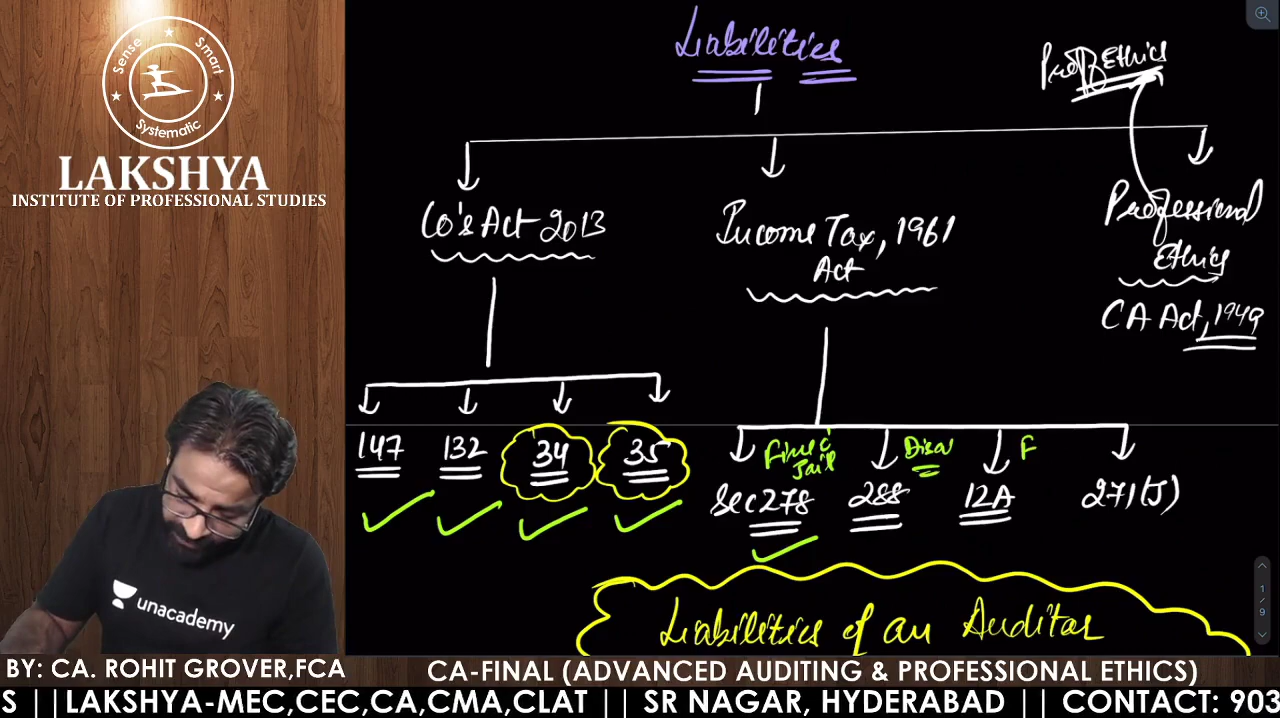 Sense
Smart
Systematic
LAKSHYA
INSTITUTE OF PROFESSIONAL STUDIES
Liabilities
Prof Ethics
Co's Act 2013
Income Tax, 1961
Act
Professional
Ethics
CA Act, 1949
147
132
34
35
Fine &
Jail
Sec 278
288
12A
F
271(J)
Liabilities of an Auditor
1
9
unacademy
BY: CA. ROHIT GROVER,FCA
CA-FINAL (ADVANCED AUDITING & PROFESSIONAL ETHICS)
S ||LAKSHYA-MEC,CEC,CA,CMA,CLAT || SR NAGAR, HYDERABAD || CONTACT: 903